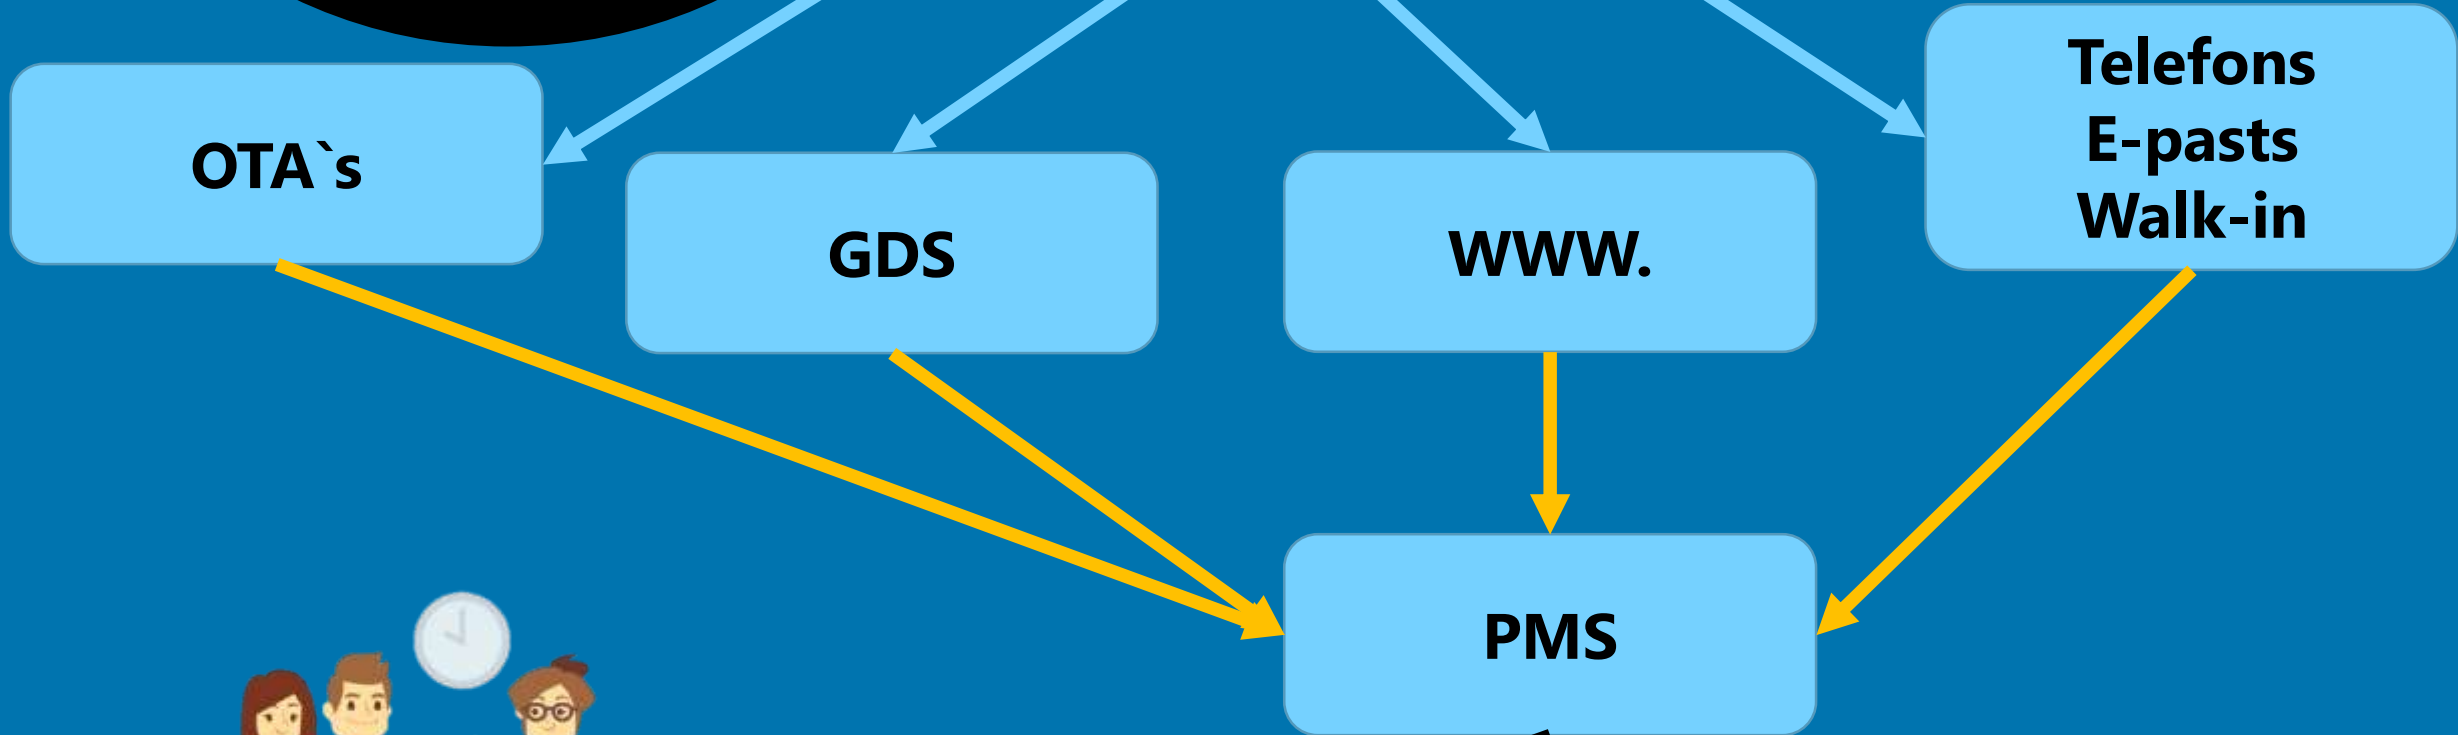 OTA`s
GDS
WWW.
Telefons
E-pasts
Walk-in
PMS